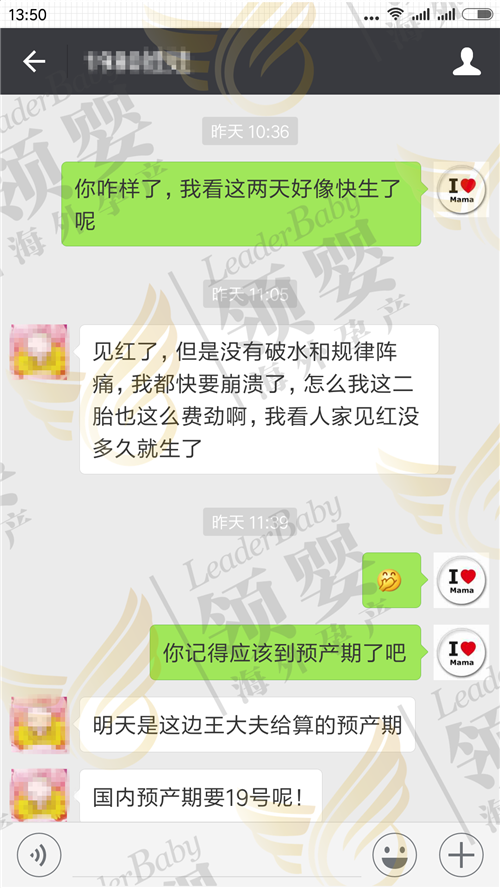 13:50
昨天 10:36
你咋样了,我看这两天好像快生了
呢
I ❤
Mama
昨天 11:05
见红了,但是没有破水和规律阵
痛,我都快要崩溃了,怎么我这二
胎也这么费劲啊,我看人家见红没
多久就生了
昨天 11:39
I ❤
Mama
你记得应该到预产期了吧
I ❤
Mama
明天是这边王大夫给算的预产期
国内预产期要19号呢!
LeaderBaby
领婴
海外孕产